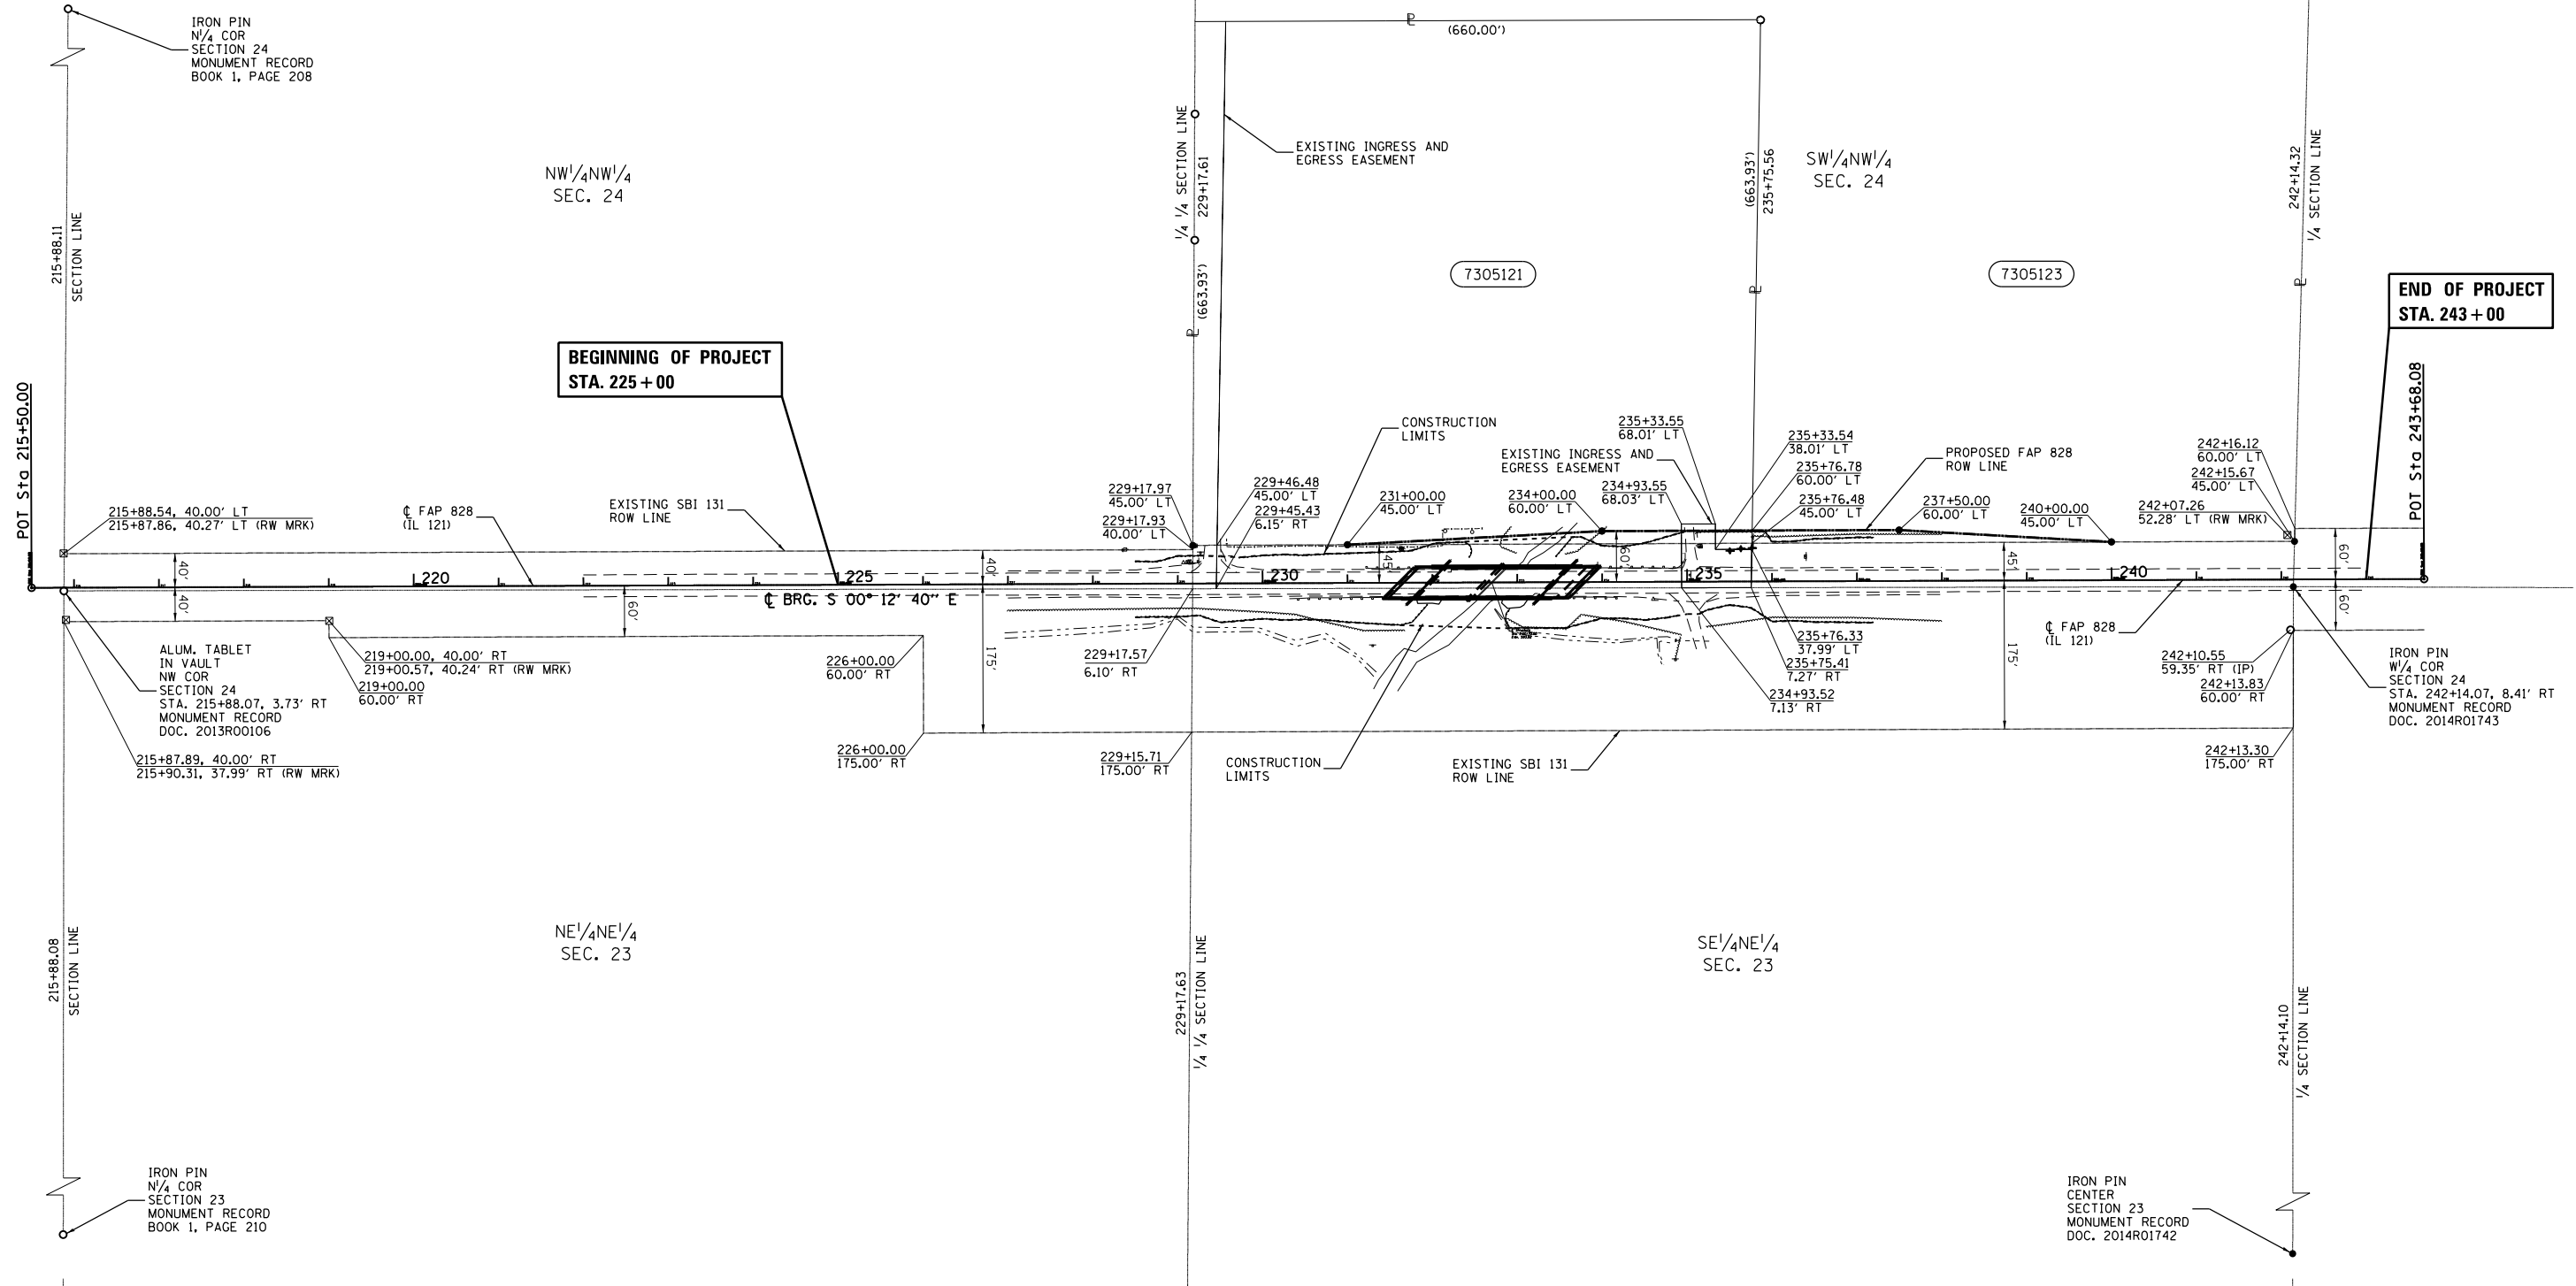 IRON PIN
N1/4 COR
SECTION 24
MONUMENT RECORD
BOOK 1, PAGE 208
(660.00')
EXISTING INGRESS AND
EGRESS EASEMENT
1/4 1/4 SECTION LINE
229+17.61
(663.93')
NW1/4NW1/4
SEC. 24
SW1/4NW1/4
SEC. 24
(663.93')
235+75.56
242+14.32
1/4 SECTION LINE
215+88.11
SECTION LINE
7305121
7305123
END OF PROJECT
STA. 243+00
BEGINNING OF PROJECT
STA. 225+00
POT Sta 215+50.00
POT Sta 243+68.08
215+88.54, 40.00' LT
215+87.86, 40.27' LT (RW MRK)
℄ FAP 828
(IL 121)
EXISTING SBI 131
ROW LINE
229+17.97
45.00' LT
229+17.93
40.00' LT
229+46.48
45.00' LT
229+45.43
6.15' RT
CONSTRUCTION
LIMITS
231+00.00
45.00' LT
EXISTING INGRESS AND
EGRESS EASEMENT
234+00.00
60.00' LT
235+33.55
68.01' LT
234+93.55
68.03' LT
235+33.54
38.01' LT
235+76.78
60.00' LT
235+76.48
45.00' LT
PROPOSED FAP 828
ROW LINE
237+50.00
60.00' LT
240+00.00
45.00' LT
242+16.12
60.00' LT
242+15.67
45.00' LT
242+07.26
52.28' LT (RW MRK)
40'
40'
45'
60'
45'
60'
220
225
230
235
240
℄ BRG. S 00° 12' 40" E
40'
60'
175'
175'
60'
ALUM. TABLET
IN VAULT
NW COR
SECTION 24
STA. 215+88.07, 3.73' RT
MONUMENT RECORD
DOC. 2013R00106
219+00.00, 40.00' RT
219+00.57, 40.24' RT (RW MRK)
219+00.00
60.00' RT
226+00.00
60.00' RT
229+17.57
6.10' RT
235+76.33
37.99' LT
235+75.41
7.27' RT
234+93.52
7.13' RT
℄ FAP 828
(IL 121)
242+10.55
59.35' RT (IP)
242+13.83
60.00' RT
IRON PIN
W1/4 COR
SECTION 24
STA. 242+14.07, 8.41' RT
MONUMENT RECORD
DOC. 2014R01743
215+87.89, 40.00' RT
215+90.31, 37.99' RT (RW MRK)
226+00.00
175.00' RT
229+15.71
175.00' RT
CONSTRUCTION
LIMITS
EXISTING SBI 131
ROW LINE
242+13.30
175.00' RT
215+88.08
SECTION LINE
NE1/4NE1/4
SEC. 23
229+17.63
1/4 1/4 SECTION LINE
SE1/4NE1/4
SEC. 23
242+14.10
1/4 SECTION LINE
IRON PIN
N1/4 COR
SECTION 23
MONUMENT RECORD
BOOK 1, PAGE 210
IRON PIN
CENTER
SECTION 23
MONUMENT RECORD
DOC. 2014R01742